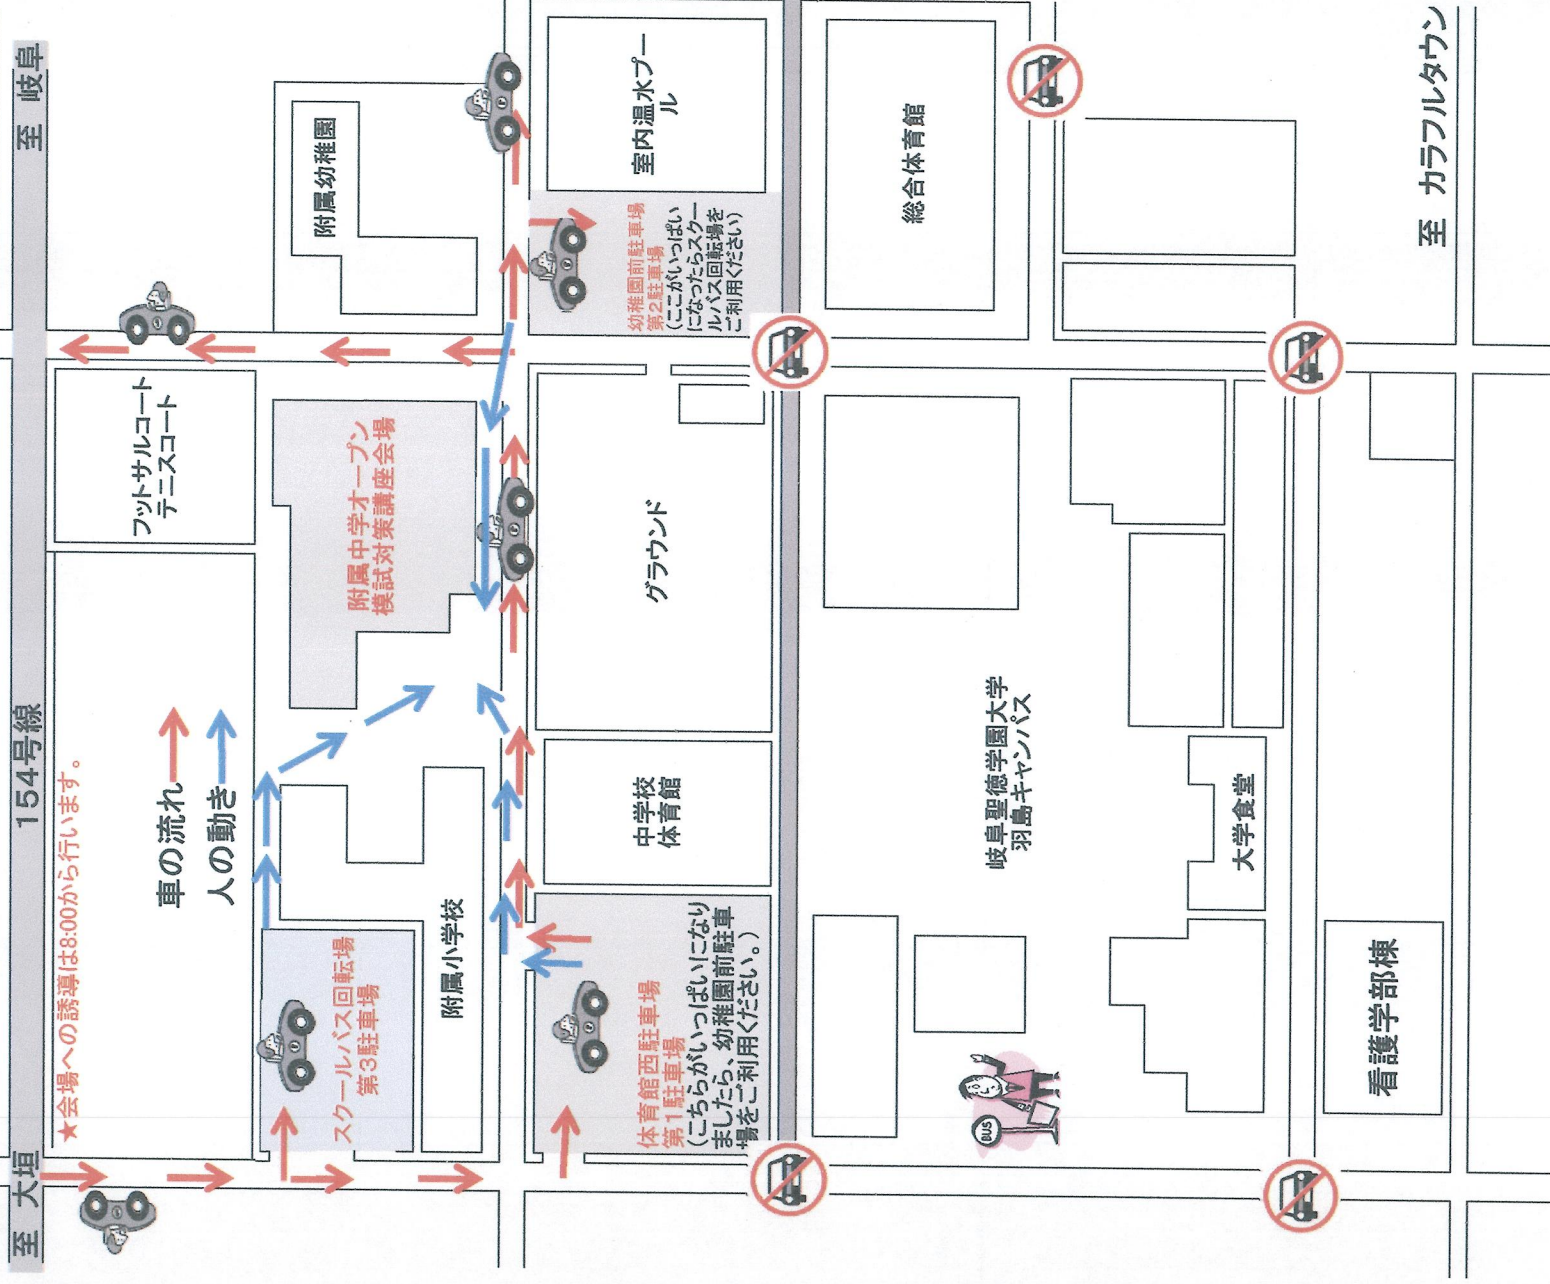 至 大垣
154号線
至 岐阜
★会場への誘導は8:00から行います。
車の流れ
人の動き
フットサルコート
テニスコート
附属幼稚園
スクールバス回転場
第3駐車場
附属中学オープン
模試対策講座会場
附属小学校
体育館西駐車場
第1駐車場
(こちらがいっぱいになり
ましたら、幼稚園前駐車
場をご利用ください。)
中学校
体育館
グラウンド
幼稚園前駐車場
第2駐車場
(ここがいっぱい
になったらスクー
ルバス回転場を
ご利用ください)
室内温水プー
ル
総合体育館
岐阜聖徳学園大学
羽島キャンパス
BUS
大学食堂
看護学部棟
至 カラフルタウン